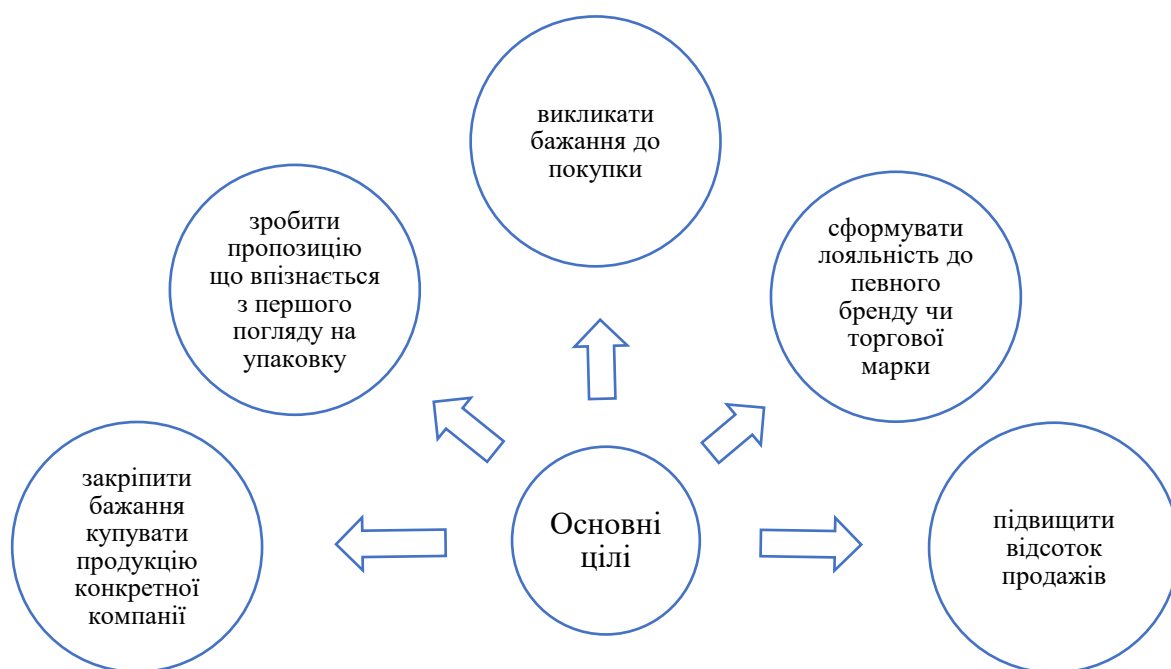 викликати
бажання до
покупки
зробити
пропозицію
що впізнається
з першого
погляду на
упаковку
сформувати
лояльність до
певного
бренду чи
торгової
марки
закріпити
бажання
купувати
продукцію
конкретної
компанії
Основні
цілі
підвищити
відсоток
продажів